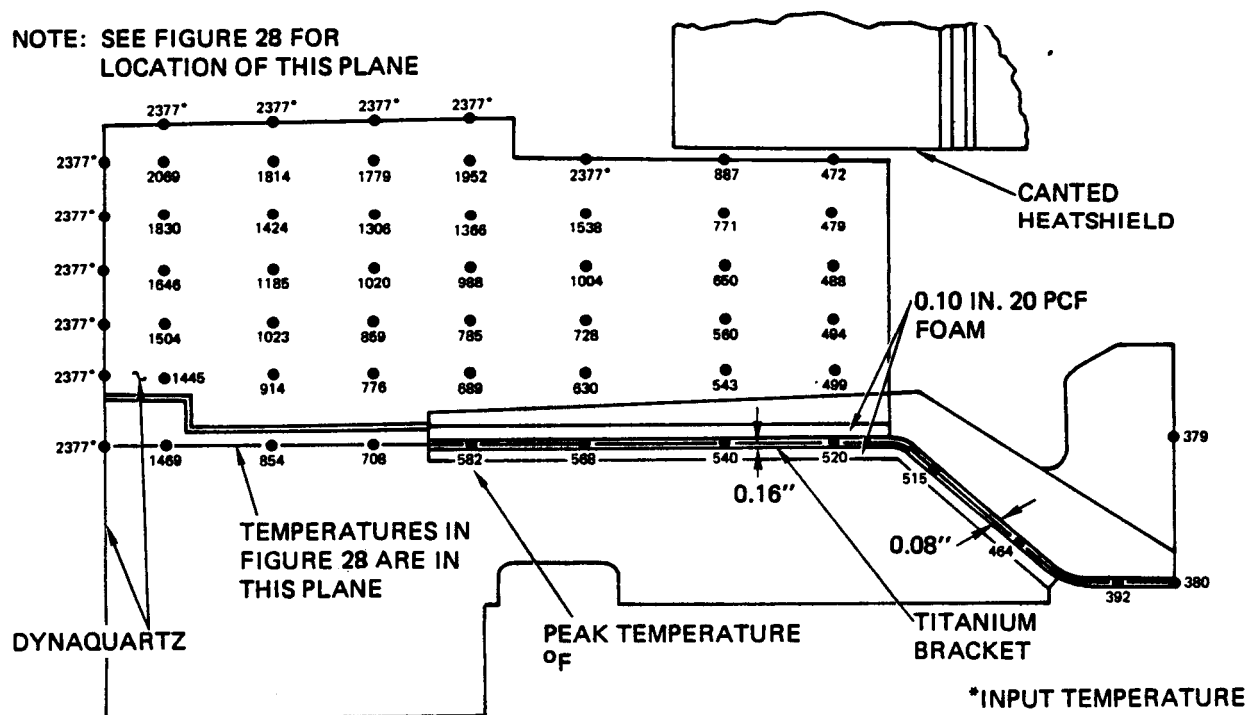 NOTE: SEE FIGURE 28 FOR
LOCATION OF THIS PLANE
2377* 2377* 2377* 2377*
2377* 2069 1814 1779 1952 2377* 887 472
CANTED
HEATSHIELD
2377* 1830 1424 1306 1366 1538 771 479
2377* 1646 1185 1020 988 1004 650 488
0.10 IN. 20 PCF
FOAM
2377* 1504 1023 859 785 728 560 494
2377* 1445 914 776 689 630 543 499
379
2377* 1469 854 708 582 568 540 520
515
0.16"
TEMPERATURES IN
FIGURE 28 ARE IN
THIS PLANE
0.08"
464
392
380
DYNAQUARTZ
PEAK TEMPERATURE
°F
TITANIUM
BRACKET
*INPUT TEMPERATURE